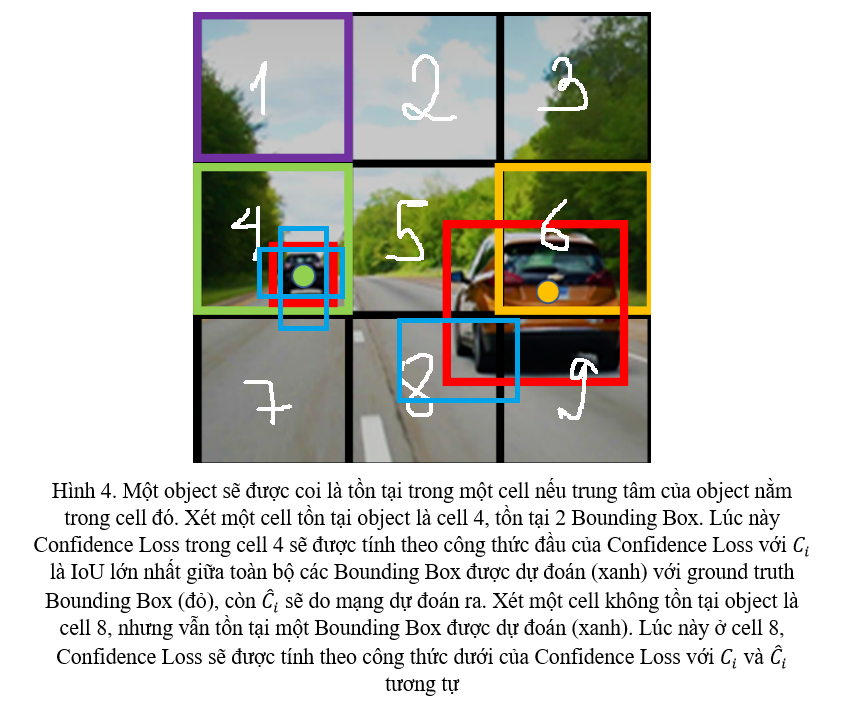 1 2 3
4 5 6
7 8 9
Hình 4. Một object sẽ được coi là tồn tại trong một cell nếu trung tâm của object nằm
trong cell đó. Xét một cell tồn tại object là cell 4, tồn tại 2 Bounding Box. Lúc này
Confidence Loss trong cell 4 sẽ được tính theo công thức đầu của Confidence Loss với Cᵢ
là IoU lớn nhất giữa toàn bộ các Bounding Box được dự đoán (xanh) với ground truth
Bounding Box (đỏ), còn Ĉᵢ sẽ do mạng dự đoán ra. Xét một cell không tồn tại object là
cell 8, nhưng vẫn tồn tại một Bounding Box được dự đoán (xanh). Lúc này ở cell 8,
Confidence Loss sẽ được tính theo công thức dưới của Confidence Loss với Cᵢ và Ĉᵢ
tương tự